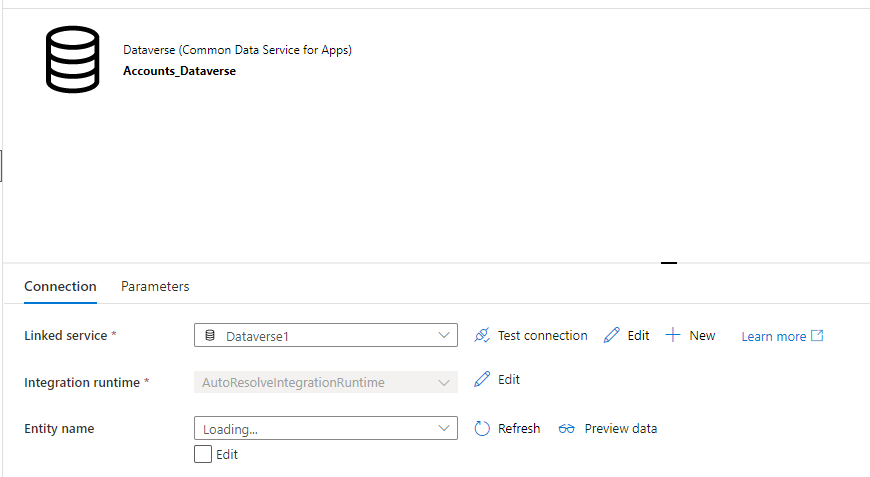 Dataverse (Common Data Service for Apps)
Accounts_Dataverse
Connection Parameters
Linked service * Dataverse1 Test connection Edit New Learn more
Integration runtime * AutoResolveIntegrationRuntime Edit
Entity name Loading... Refresh Preview data
Edit